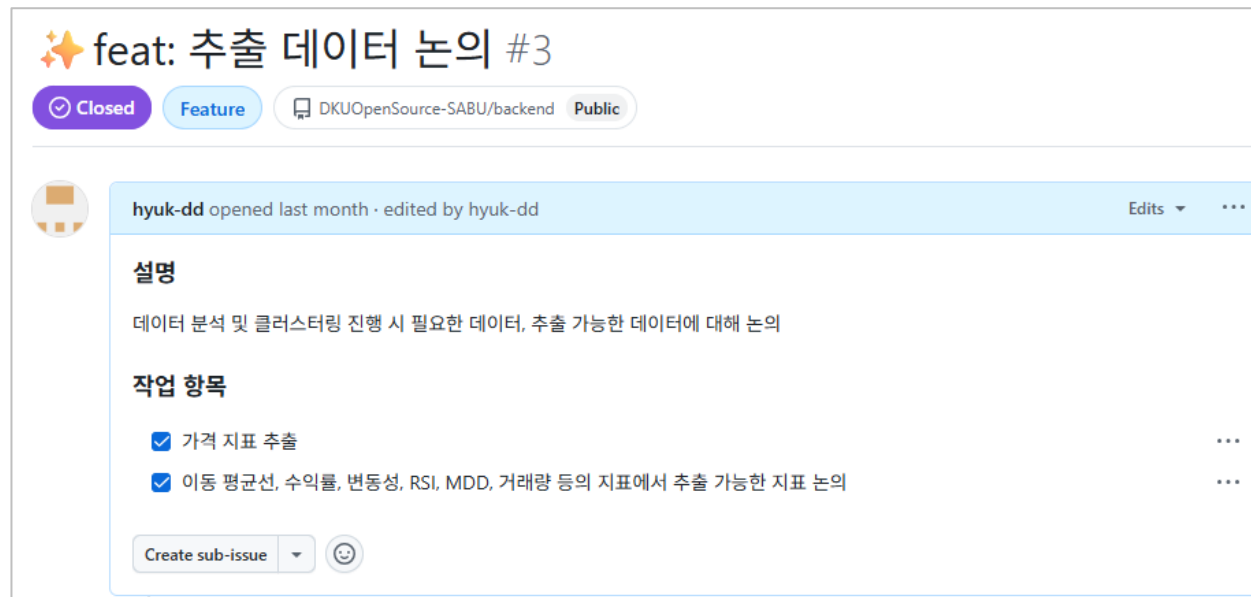 ✨ feat: 추출 데이터 논의 #3
Closed Feature DKUOpenSource-SABU/backend Public
hyuk-dd opened last month · edited by hyuk-dd Edits
설명
데이터 분석 및 클러스터링 진행 시 필요한 데이터, 추출 가능한 데이터에 대해 논의
작업 항목
가격 지표 추출
이동 평균선, 수익률, 변동성, RSI, MDD, 거래량 등의 지표에서 추출 가능한 지표 논의
Create sub-issue